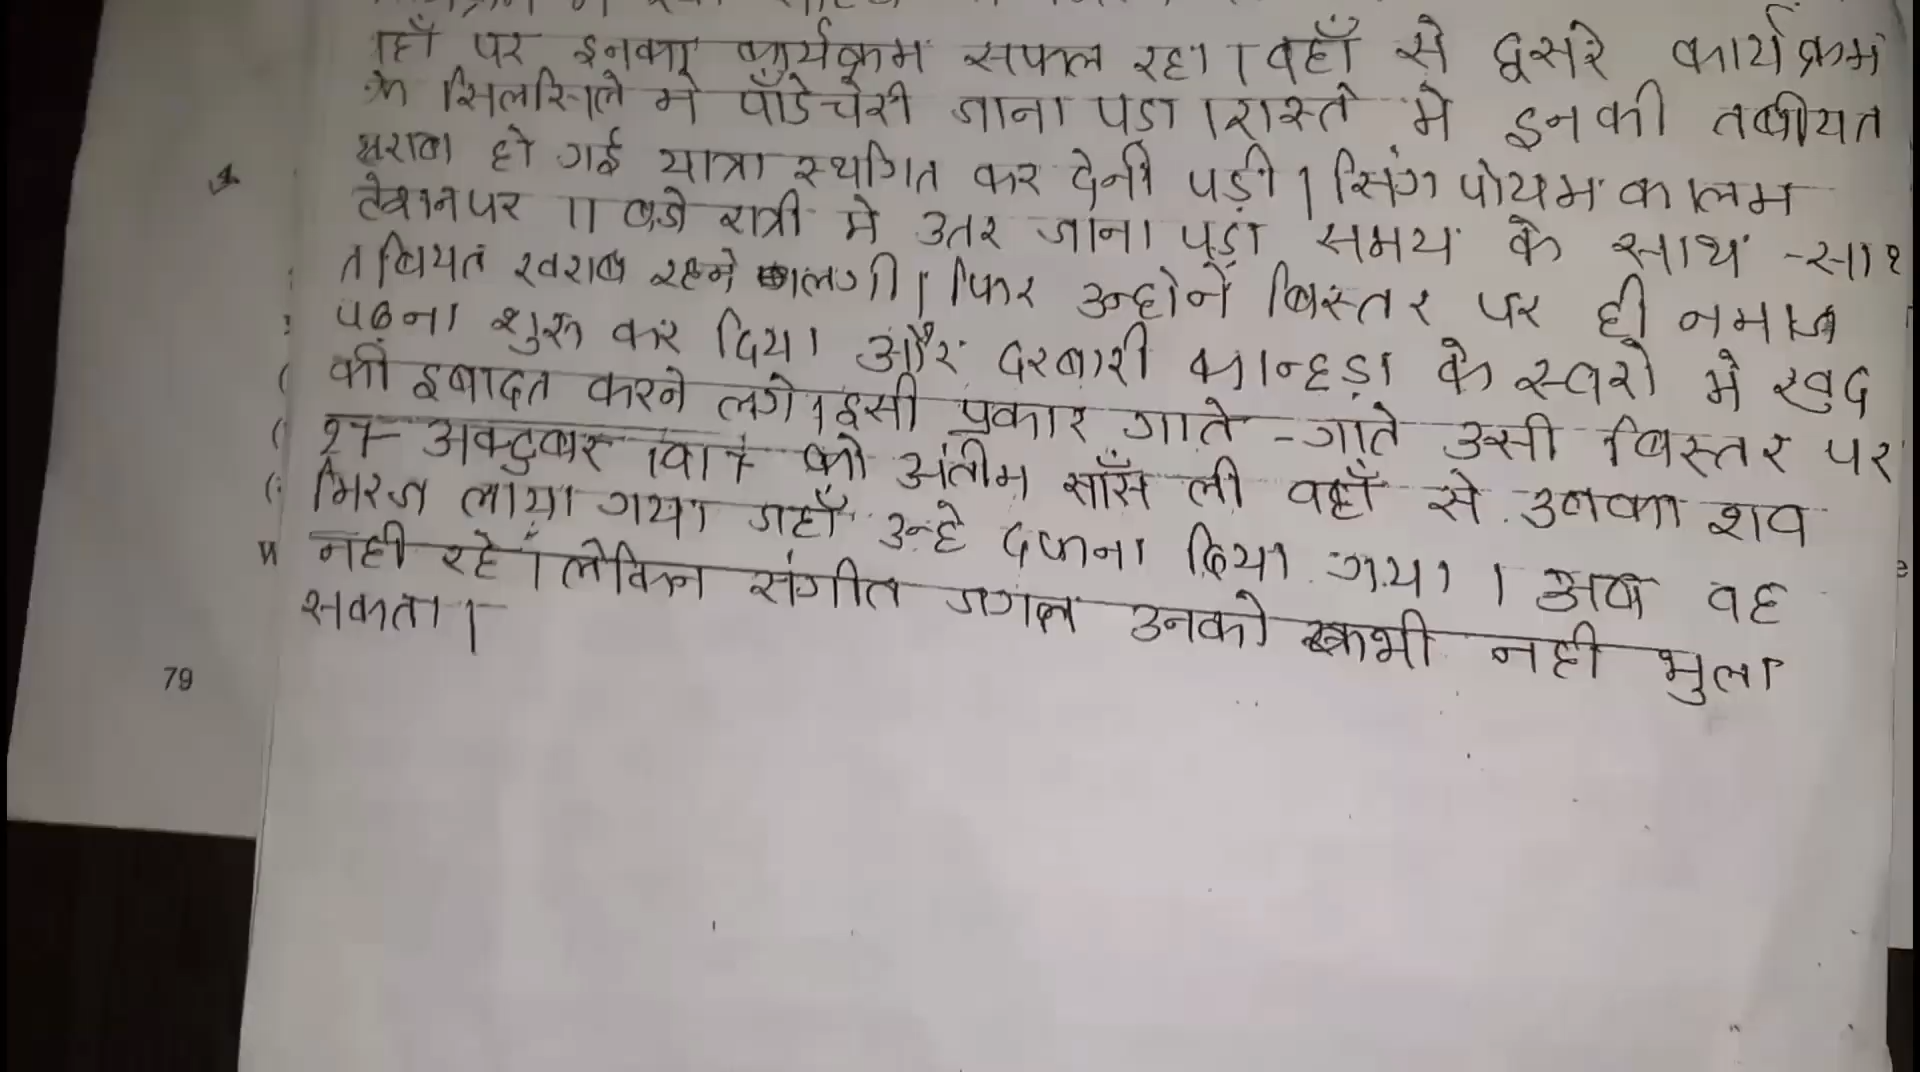 हाँ पर इनका कार्यक्रम सफल रहा। वहाँ से दूसरे कार्यक्रम
के सिलसिले मे पाँडेचेरी जाना पडा। रास्ते मे इनकी तबीयत
खराब हो गई यात्रा स्थगित कर देनी पड़ी। सिंग पोयम कालम
टेशन पर 11 बजे रात्री मे उतर जाना पड़ा समय के साथ -साथ
तबियत खराब रहने लगी। फिर उन्होनें बिस्तर पर ही नमाज
पढना शुरू कर दिया और दरबारी कान्हड़ा के स्वरो मे खुद
की इबादत करने लगे। इसी प्रकार गाते -गाते उसी बिस्तर पर
27 अक्टुबर को अंतीम साँस ली वहाँ से उनका शव
मिरज लाया गया जहाँ उन्हे दफना दिया गया। अब वह
नही रहे। लेकिन संगीत जगत उनको कभी नही भुला
सकता।
79